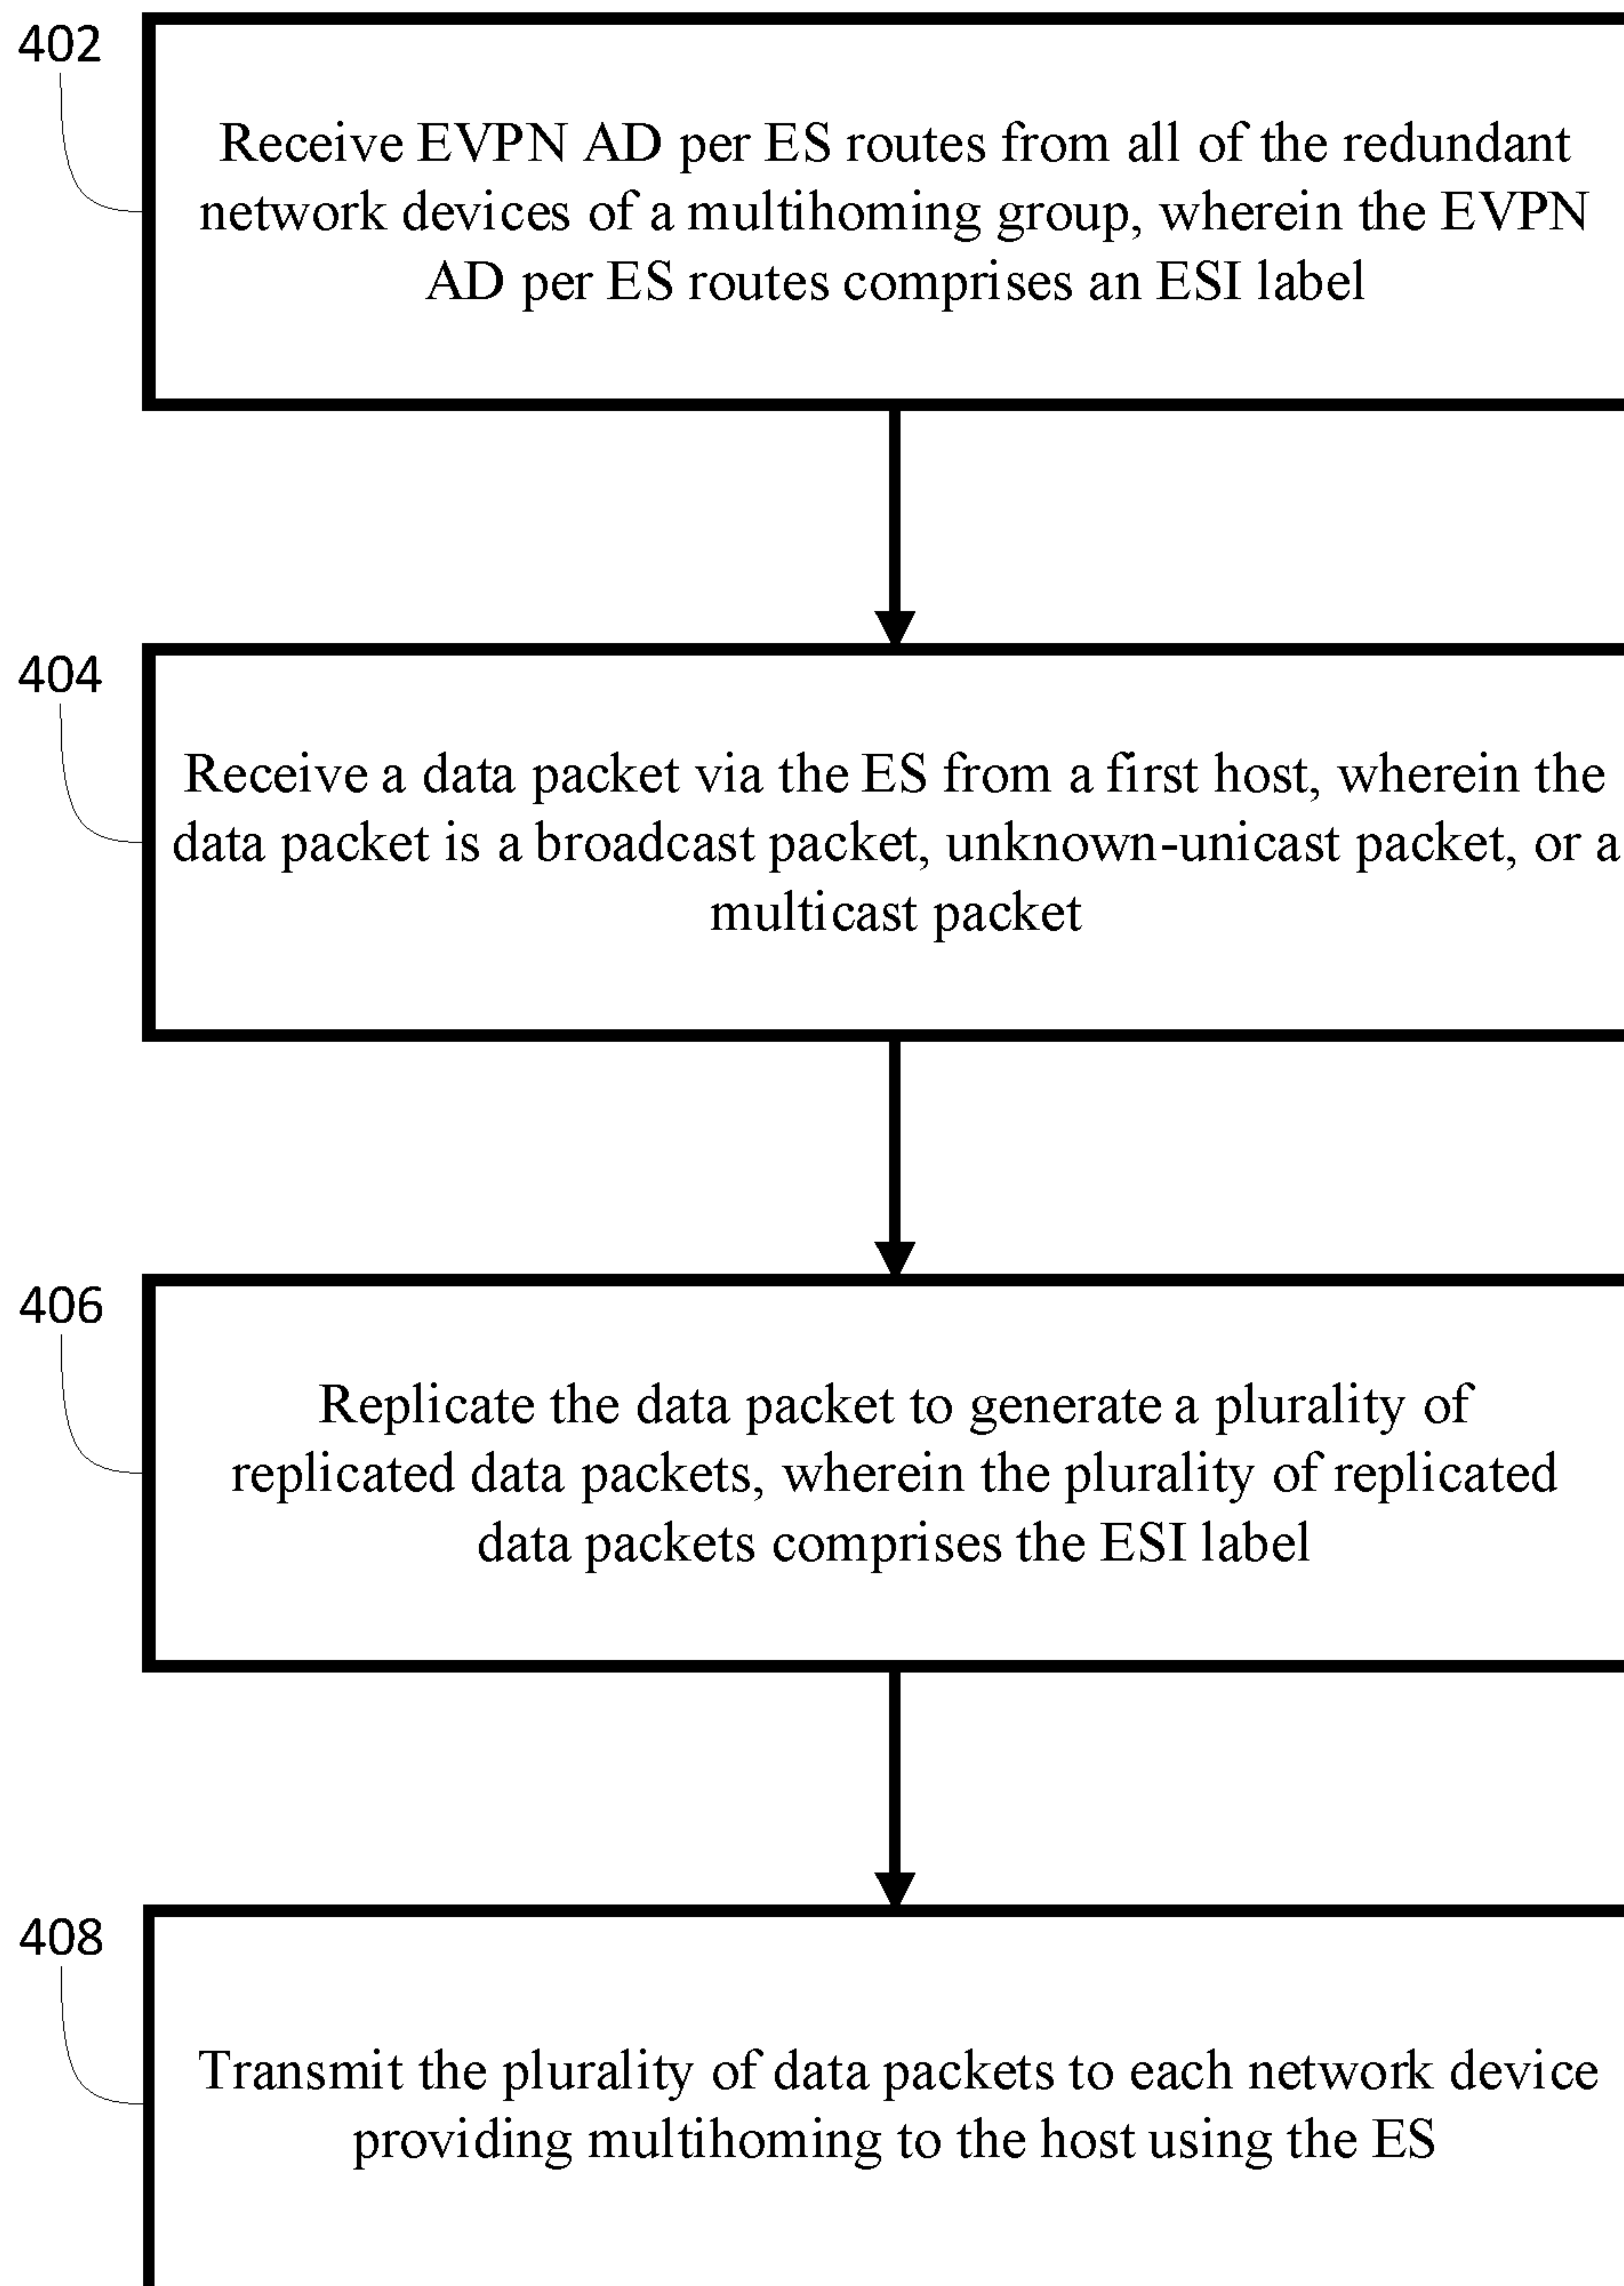 402
Receive EVPN AD per ES routes from all of the redundant
network devices of a multihoming group, wherein the EVPN
AD per ES routes comprises an ESI label
404
Receive a data packet via the ES from a first host, wherein the
data packet is a broadcast packet, unknown-unicast packet, or a
multicast packet
406
Replicate the data packet to generate a plurality of
replicated data packets, wherein the plurality of replicated
data packets comprises the ESI label
408
Transmit the plurality of data packets to each network device
providing multihoming to the host using the ES